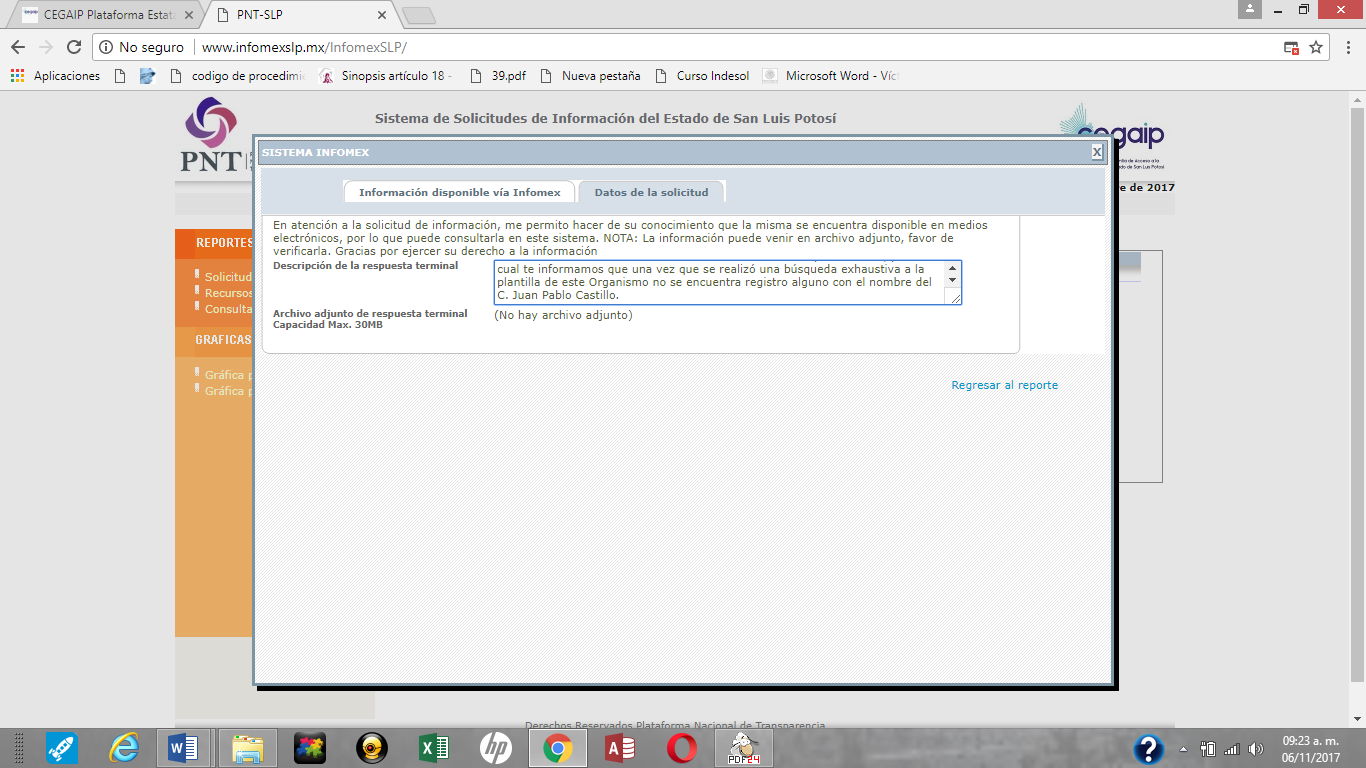 CEGAIP Plataforma Estat
PNT-SLP
No seguro
www.infomexslp.mx/InfomexSLP/
Aplicaciones
codigo de procedimi
Sinopsis artículo 18 -
39.pdf
Nueva pestaña
Curso Indesol
Microsoft Word - Víc
Sistema de Solicitudes de Información del Estado de San Luis Potosí
PNT
cegaip
e de 2017
SISTEMA INFOMEX
X
Información disponible vía Infomex
Datos de la solicitud
En atención a la solicitud de información, me permito hacer de su conocimiento que la misma se encuentra disponible en medios
electrónicos, por lo que puede consultarla en este sistema. NOTA: La información puede venir en archivo adjunto, favor de
verificarla. Gracias por ejercer su derecho a la información
Descripción de la respuesta terminal
cual te informamos que una vez que se realizó una búsqueda exhaustiva a la
plantilla de este Organismo no se encuentra registro alguno con el nombre del
C. Juan Pablo Castillo.
Archivo adjunto de respuesta terminal
Capacidad Max. 30MB
(No hay archivo adjunto)
Regresar al reporte
REPORTES
Solicitud
Recursos
Consulta
GRAFICAS
Gráfica p
Gráfica p
Derechos Reservados Plataforma Nacional de Transparencia
PDF24
09:23 a. m.
06/11/2017